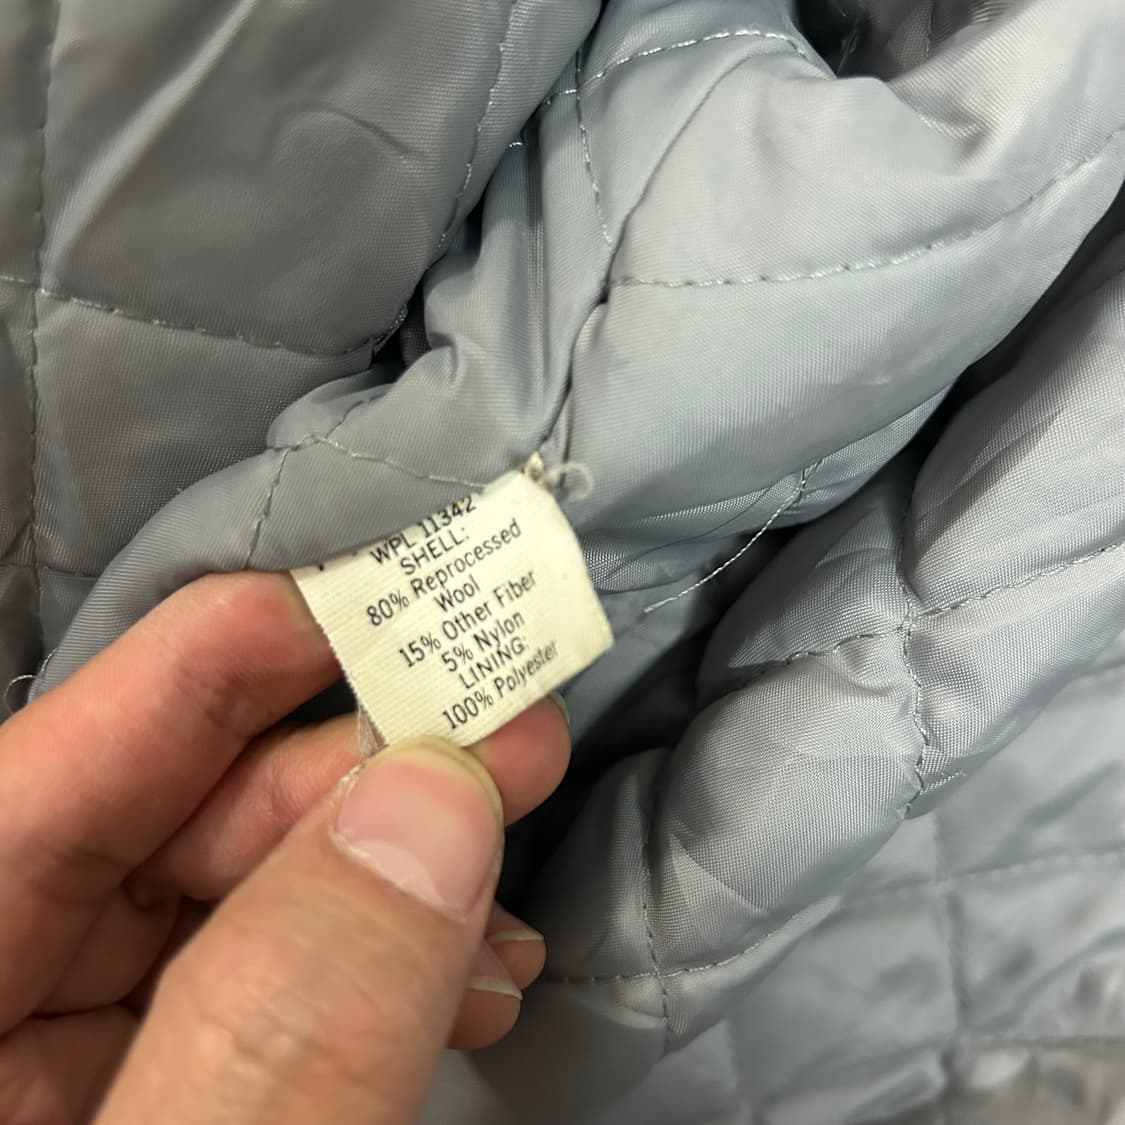 WPL 11342
SHELL:
80% Reprocessed
Wool
15% Other Fiber
5% Nylon
LINING:
100% Polyester